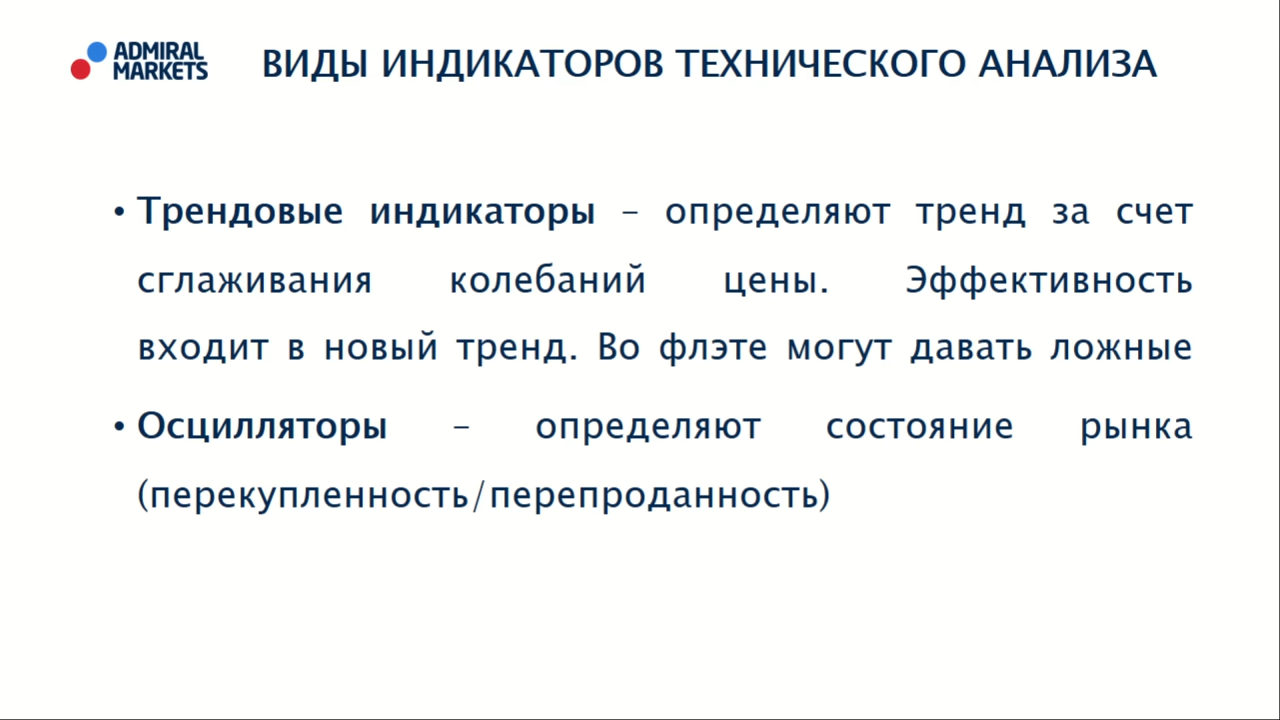 ADMIRAL
MARKETS
ВИДЫ ИНДИКАТОРОВ ТЕХНИЧЕСКОГО АНАЛИЗА
• Трендовые индикаторы – определяют тренд за счет
сглаживания колебаний цены. Эффективность
входит в новый тренд. Во флэте могут давать ложные
• Осцилляторы – определяют состояние рынка
(перекупленность/перепроданность)